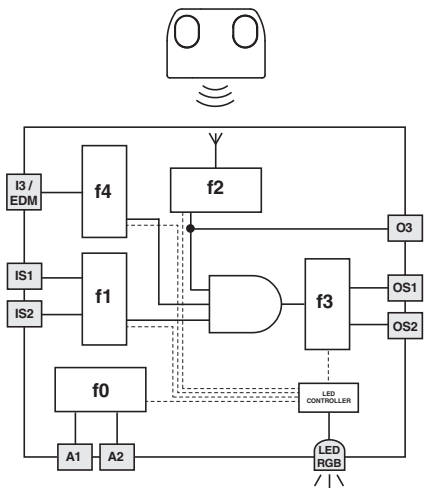 I3 /
EDM
f4
f2
O3
IS1
f1
f3
OS1
IS2
OS2
f0
LED
CONTROLLER
A1
A2
LED
RGB